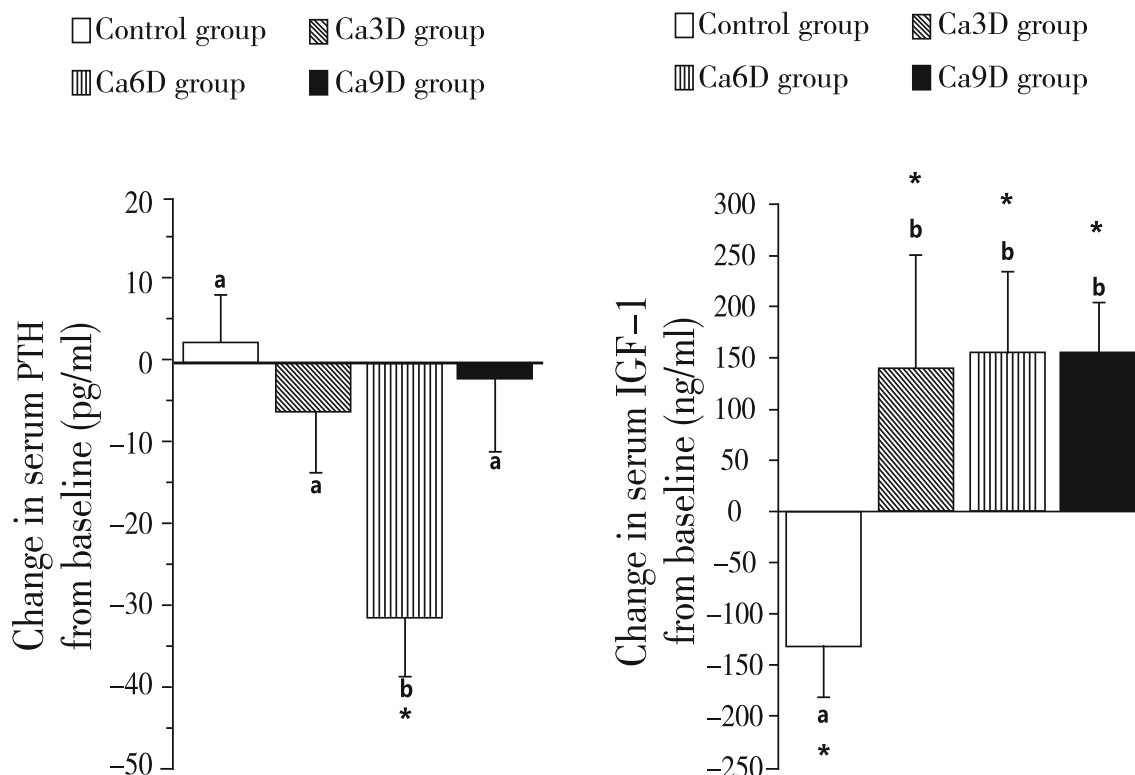 Control group
Ca3D group
Ca6D group
Ca9D group
20
10
0
–10
–20
–30
–40
–50
Change in serum PTH
from baseline (pg/ml)
a
a
b
*
a
Control group
Ca3D group
Ca6D group
Ca9D group
300
250
200
150
100
50
0
–50
–100
–150
–200
–250
Change in serum IGF–1
from baseline (ng/ml)
*
b
*
b
*
b
a
*